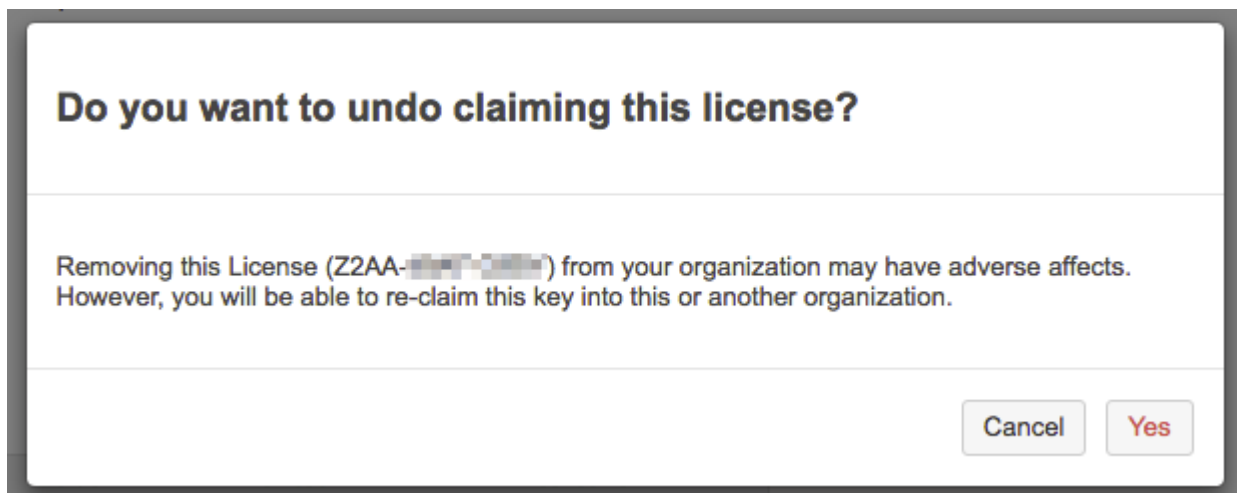 Do you want to undo claiming this license?
Removing this License (Z2AA-) from your organization may have adverse affects.
However, you will be able to re-claim this key into this or another organization.
Cancel
Yes